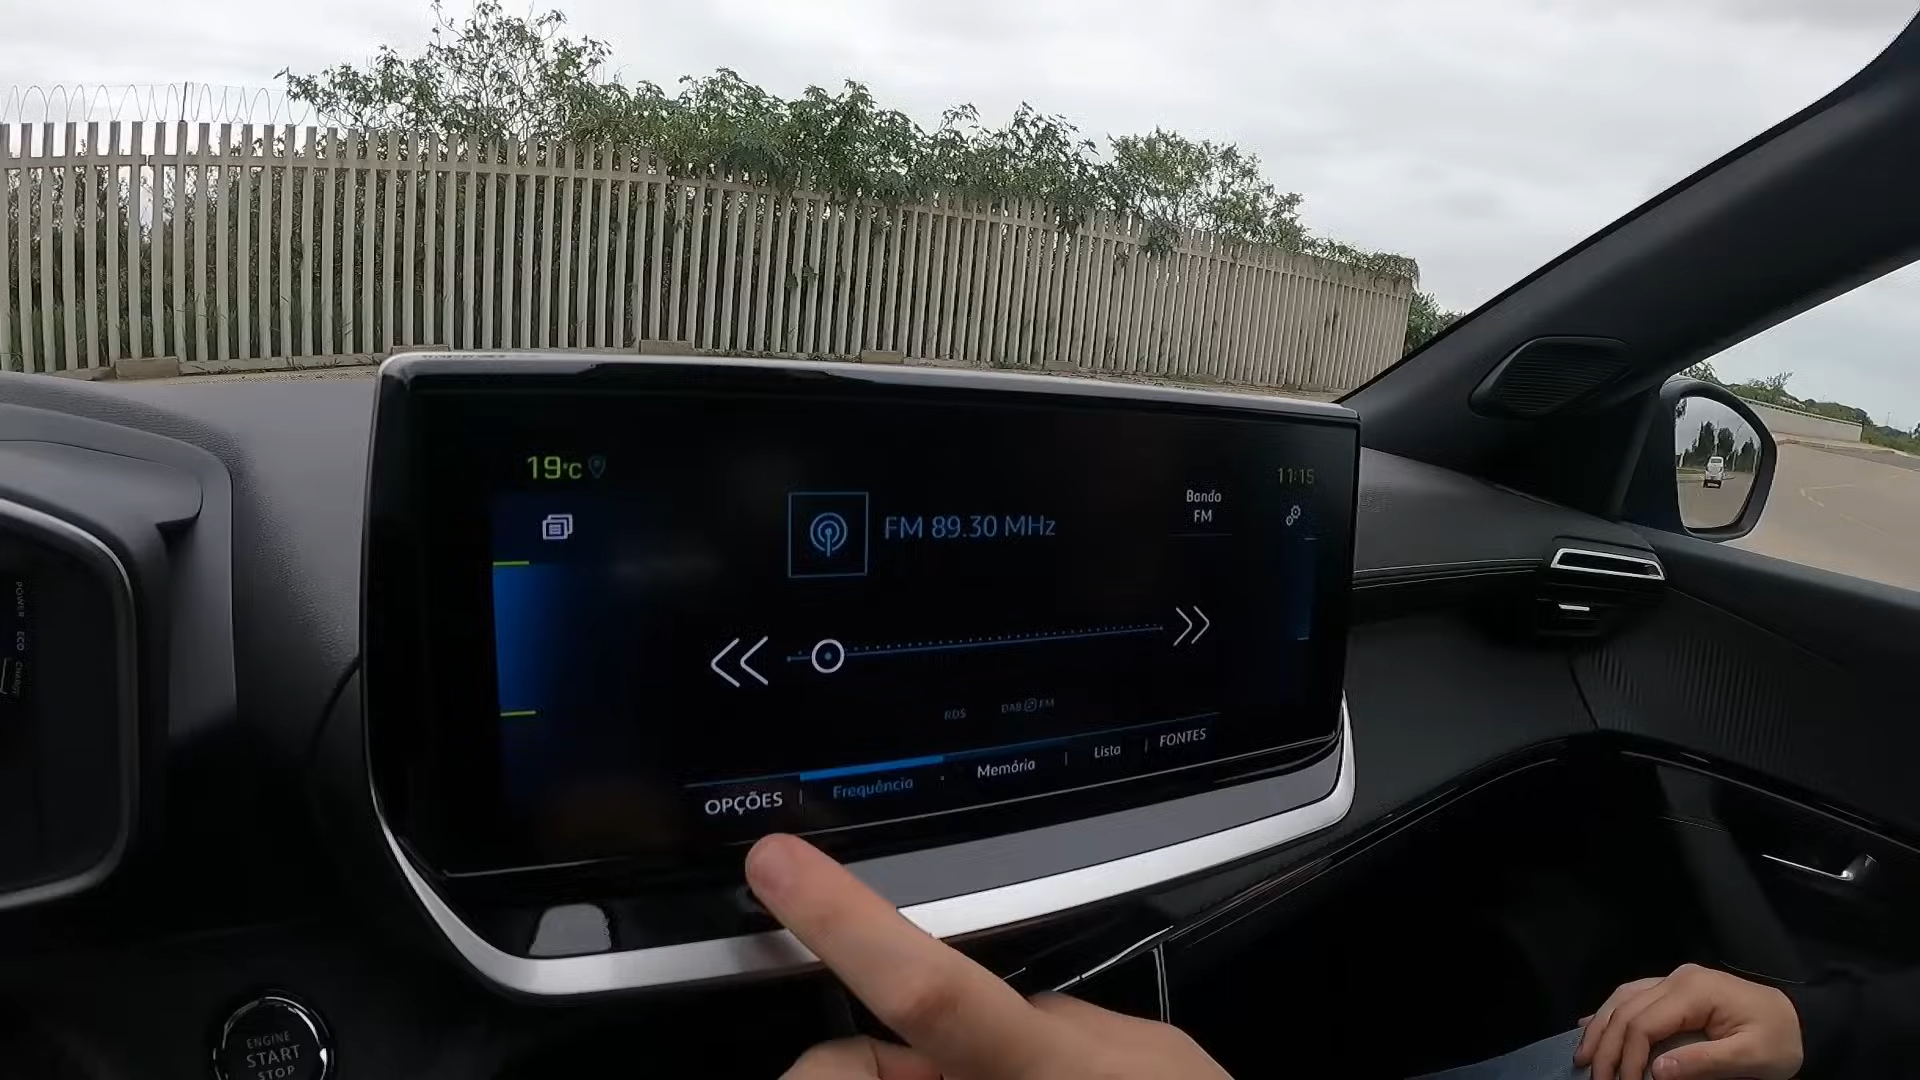 19°C
11:15
Banda
FM
FM 89.30 MHz
RDS
DAB FM
OPÇÕES
Frequência
Memória
Lista
FONTES
POWER
ECO
CHARGE
ENGINE
START
STOP